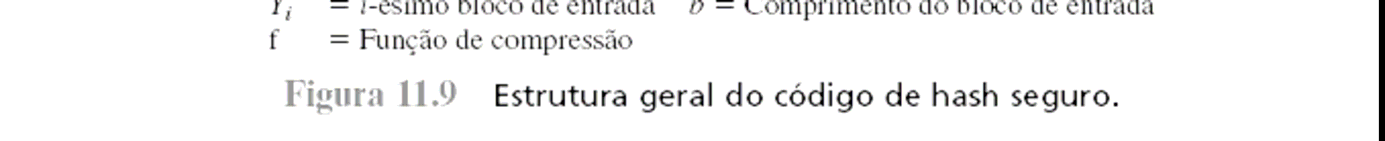 Yi = i-ésimo bloco de entrada b = Comprimento do bloco de entrada
f = Função de compressão
Figura 11.9 Estrutura geral do código de hash seguro.